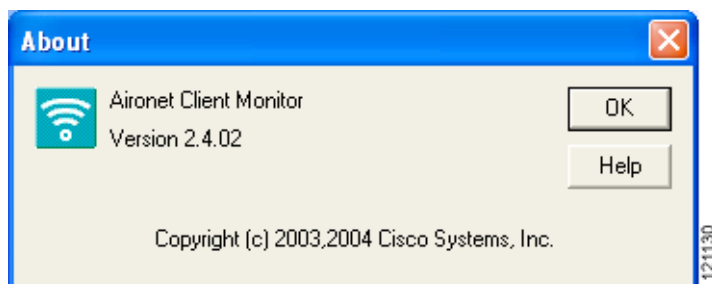 About
Aironet Client Monitor
Version 2.4.02
OK
Help
Copyright (c) 2003,2004 Cisco Systems, Inc.
121130